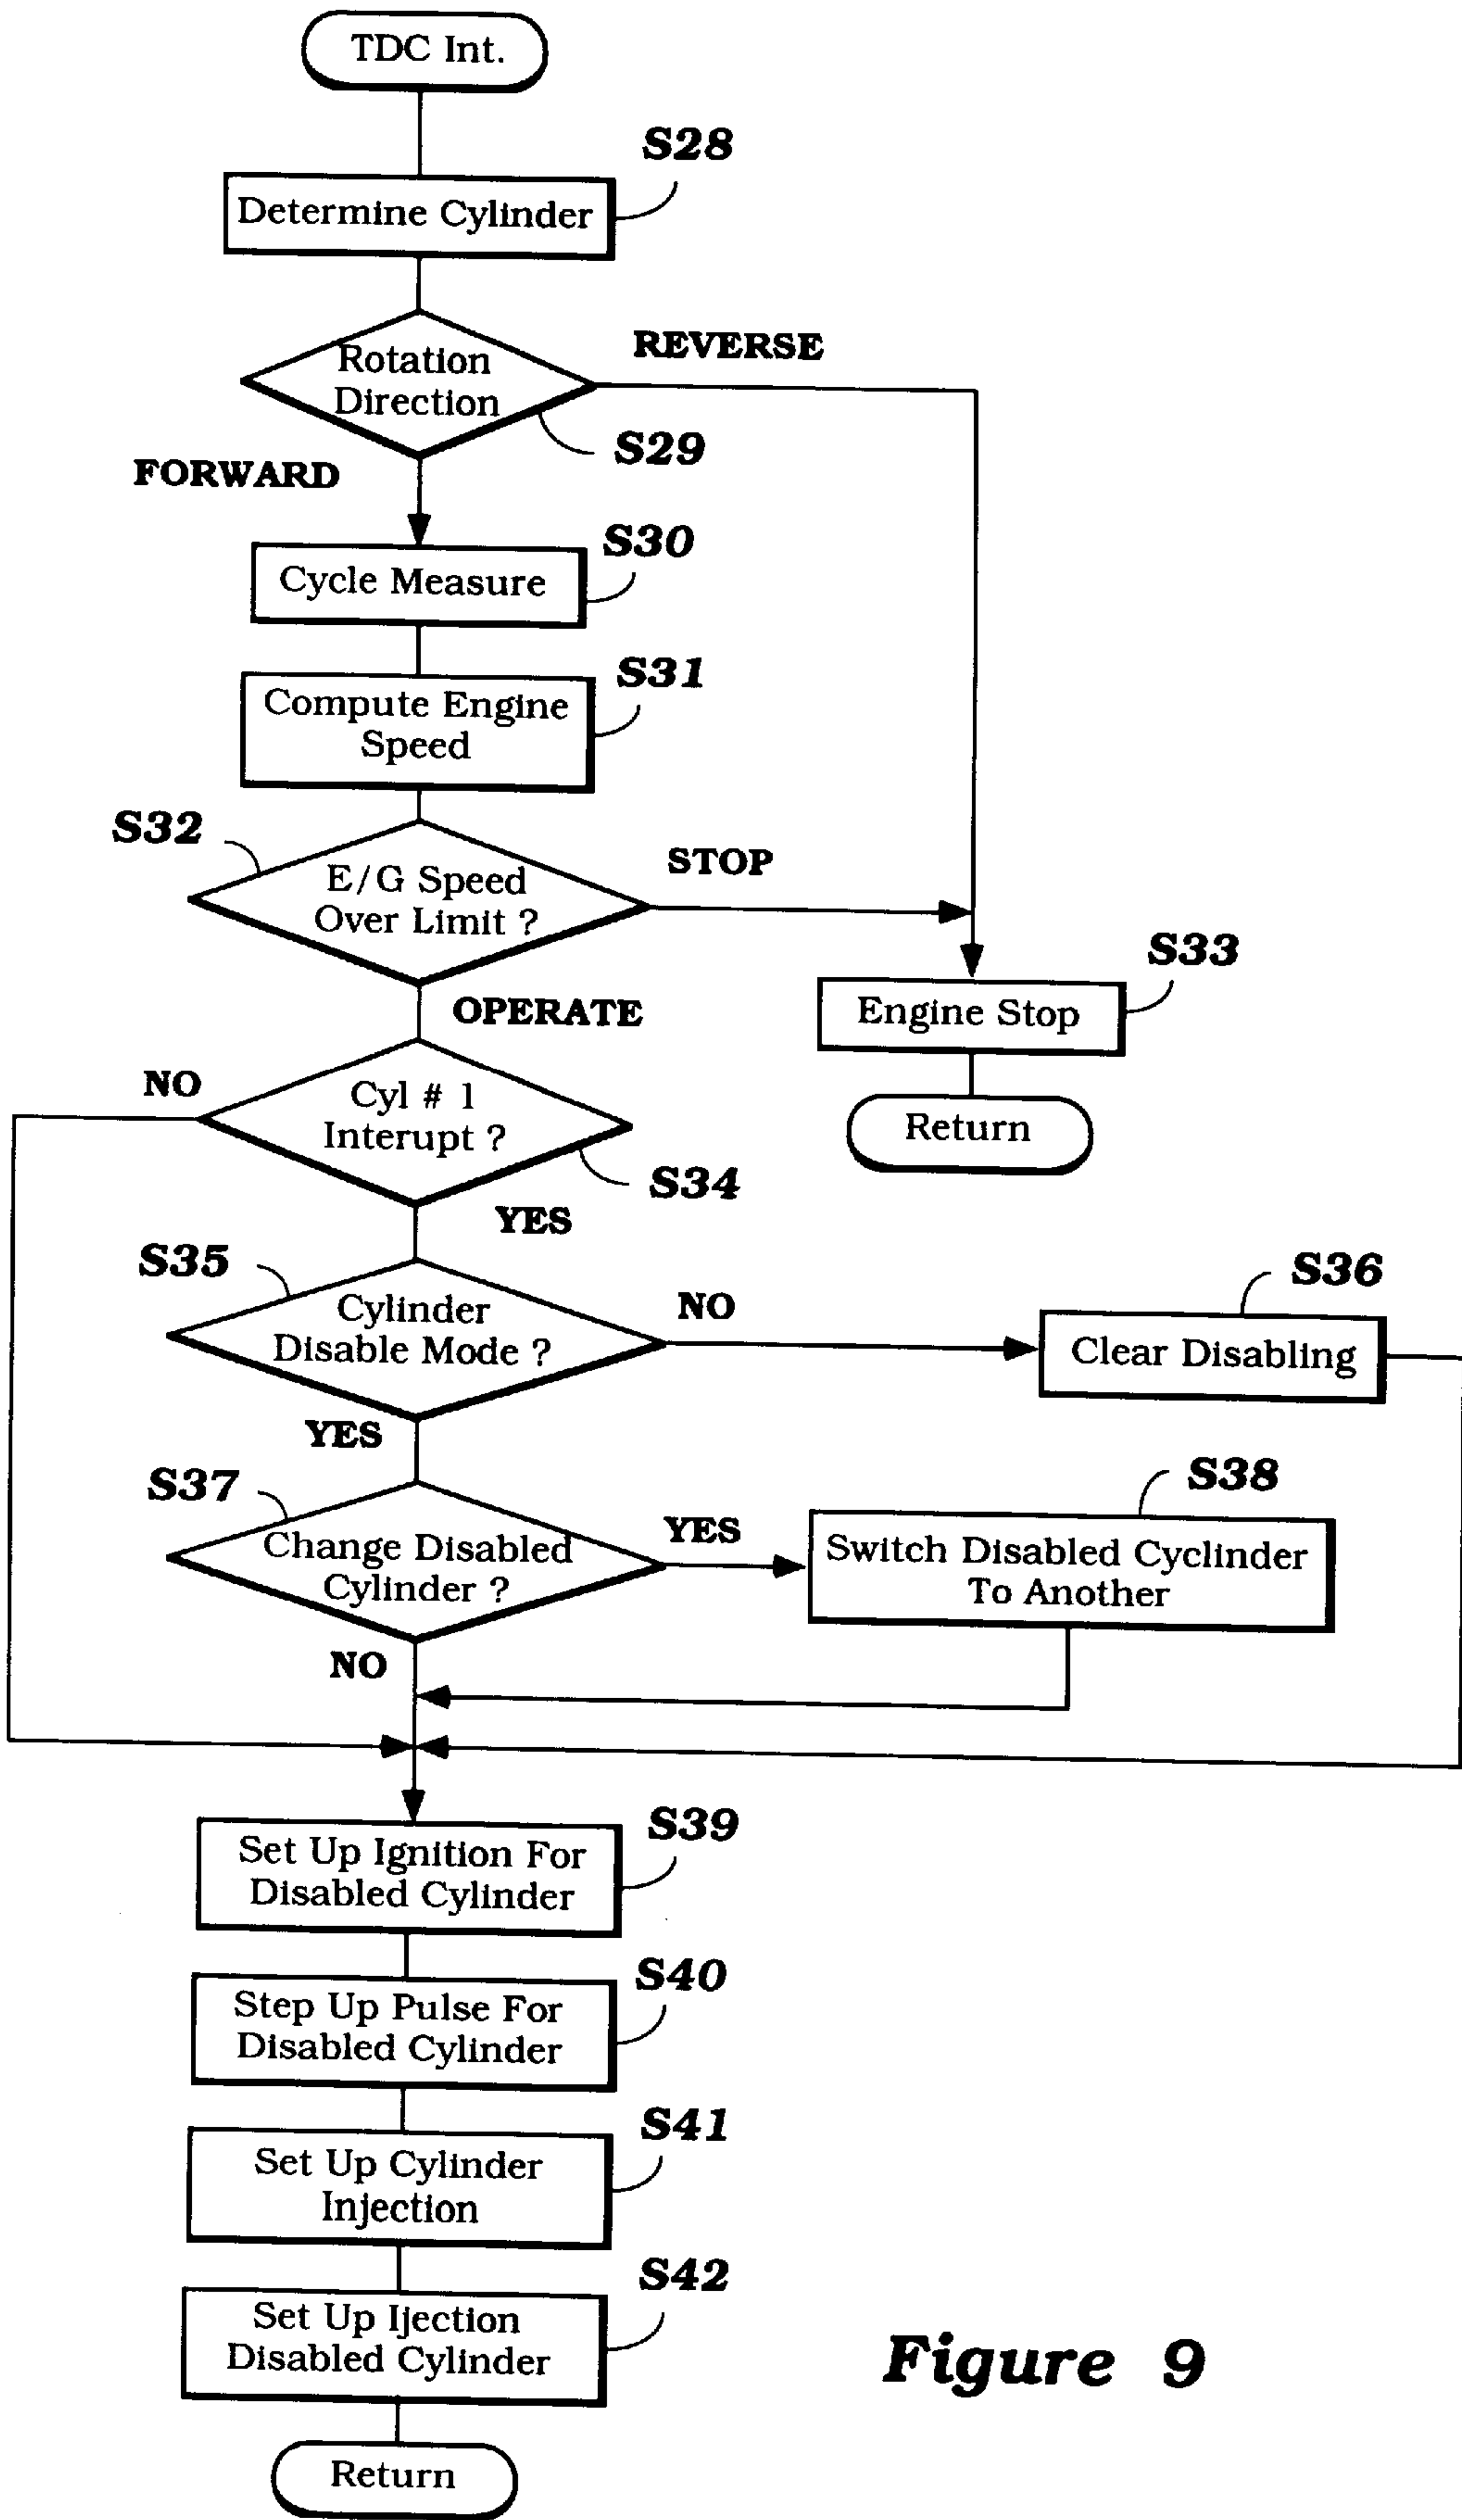 TDC Int.
S28
Determine Cylinder
REVERSE
Rotation
Direction
S29
FORWARD
S30
Cycle Measure
S31
Compute Engine
Speed
S32
E/G Speed
Over Limit ?
STOP
S33
Engine Stop
OPERATE
Return
NO
Cyl # 1
Interupt ?
S34
YES
S35
Cylinder
Disable Mode ?
NO
S36
Clear Disabling
YES
S37
Change Disabled
Cylinder ?
YES
S38
Switch Disabled Cyclinder
To Another
NO
S39
Set Up Ignition For
Disabled Cylinder
S40
Step Up Pulse For
Disabled Cylinder
S41
Set Up Cylinder
Injection
S42
Set Up Ijection
Disabled Cylinder
Return
Figure 9